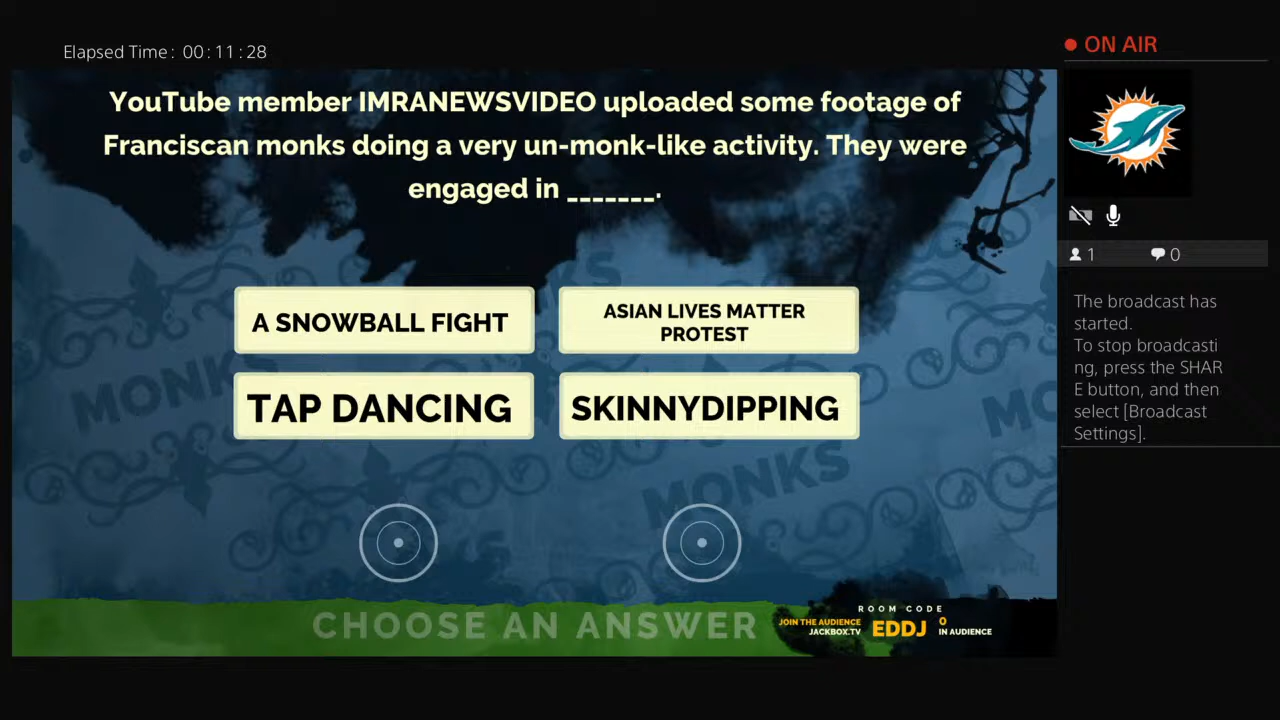 Elapsed Time: 00:11:28
ON AIR
YouTube member IMRANEWSVIDEO uploaded some footage of
Franciscan monks doing a very un-monk-like activity. They were
engaged in _______.
A SNOWBALL FIGHT
ASIAN LIVES MATTER
PROTEST
TAP DANCING
SKINNYDIPPING
MONKS
MONKS
CHOOSE AN ANSWER
ROOM CODE
JOIN THE AUDIENCE
JACKBOX.TV
EDDJ
0
IN AUDIENCE
1
0
The broadcast has
started.
To stop broadcasti
ng, press the SHAR
E button, and then
select [Broadcast
Settings].